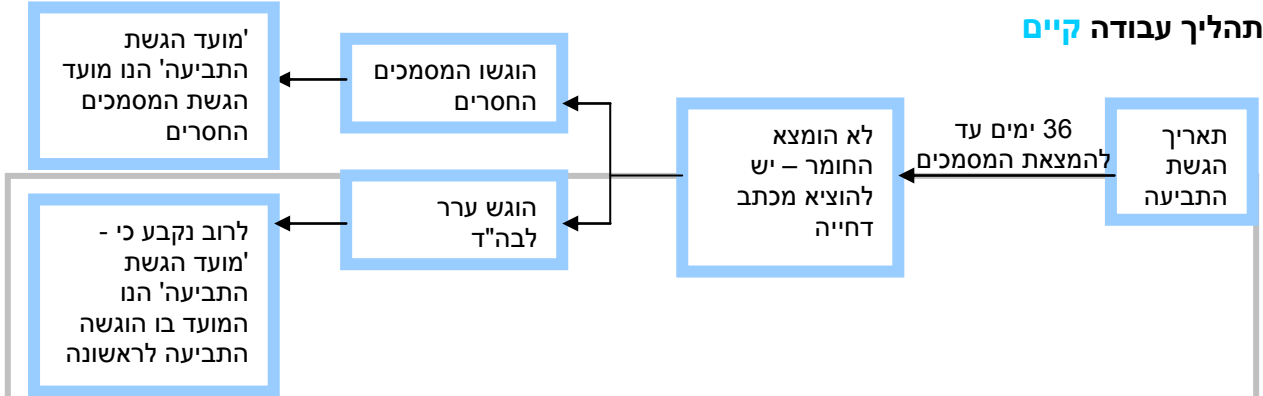 תהליך עבודה קיים
תאריך
הגשת
התביעה
36 ימים עד
להמצאת המסמכים
לא הומצא
החומר – יש
להוציא מכתב
דחייה
הוגשו המסמכים
החסרים
'מועד הגשת
התביעה' הנו מועד
הגשת המסמכים
החסרים
הוגש ערר
לבה"ד
לרוב נקבע כי -
'מועד הגשת
התביעה' הנו
המועד בו הוגשה
התביעה לראשונה